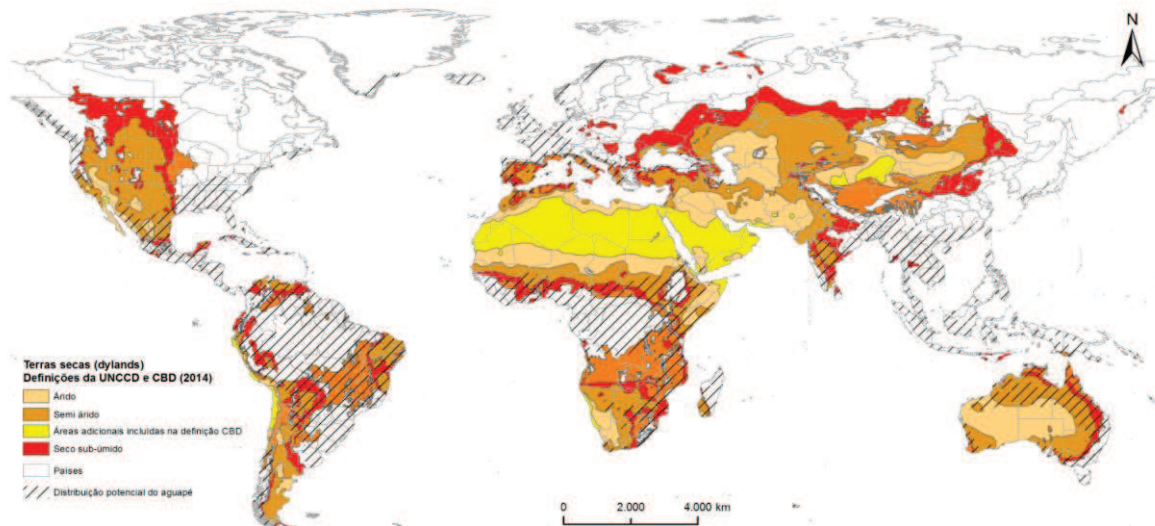 N
Terras secas (dylands)
Definições da UNCCD e CBD (2014)
Árido
Semi árido
Áreas adicionais incluídas na definição CBD
Seco sub-úmido
Países
Distribuição potencial do aguapé
0 2.000 4.000 km